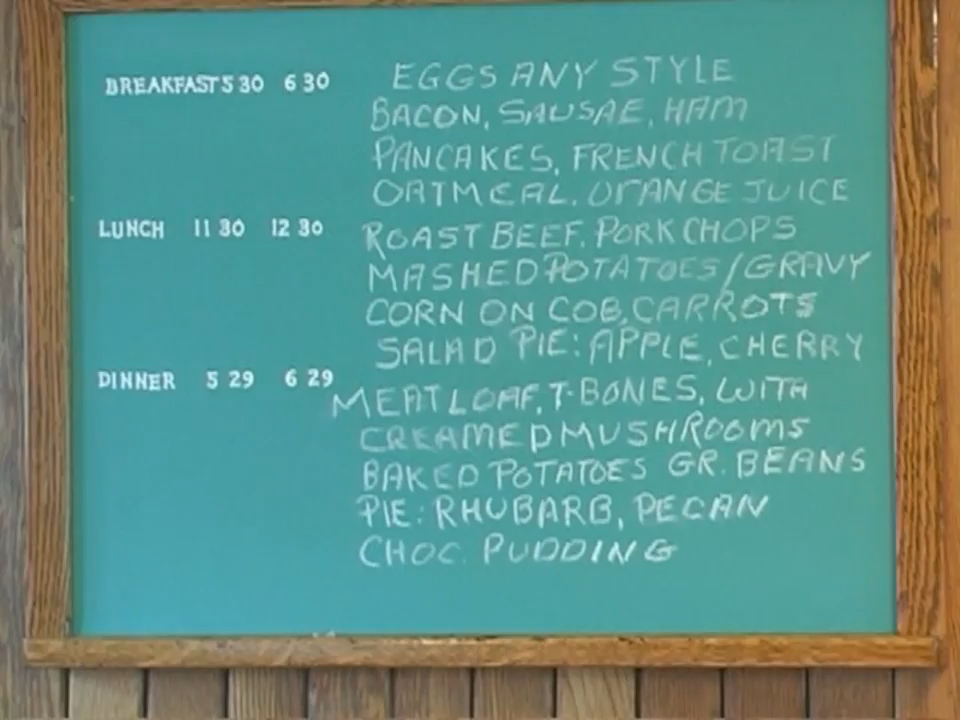 BREAKFAST 5 30 6 30 EGGS ANY STYLE
BACON, SAUSAE, HAM
PANCAKES, FRENCH TOAST
OATMEAL. ORANGE JUICE
LUNCH 11 30 12 30 ROAST BEEF. PORK CHOPS
MASHED POTATOES/GRAVY
CORN ON COB, CARROTS
SALAD PIE: APPLE, CHERRY
DINNER 5 29 6 29 MEATLOAF, T-BONES, WITH
CREAMED MUSHROOMS
BAKED POTATOES GR. BEANS
PIE: RHUBARB, PECAN
CHOC. PUDDING